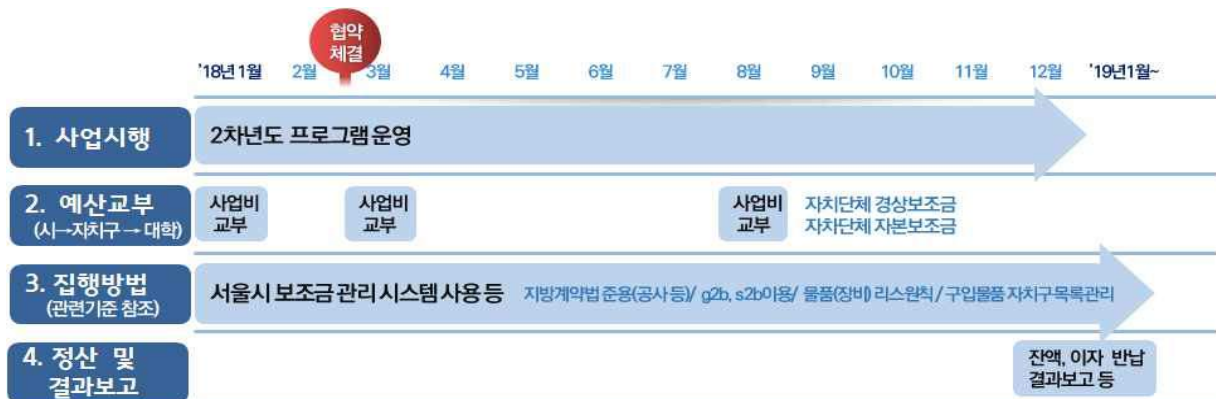 협약
체결
'18년 1월 2월 3월 4월 5월 6월 7월 8월 9월 10월 11월 12월 '19년1월~
1. 사업시행
2차년도 프로그램 운영
2. 예산교부
(시→자치구 → 대학)
사업비
교부
사업비
교부
사업비
교부
자치단체 경상보조금
자차단체 자본보조금
3. 집행방법
(관련기준 참조)
서울시 보조금 관리 시스템 사용 등 지방계약법 준용(공사 등)/ g2b, s2b이용/ 물품(장비) 리스원칙 / 구입물품 자치구목록관리
4. 정산 및
결과보고
잔액, 이자 반납
결과보고 등